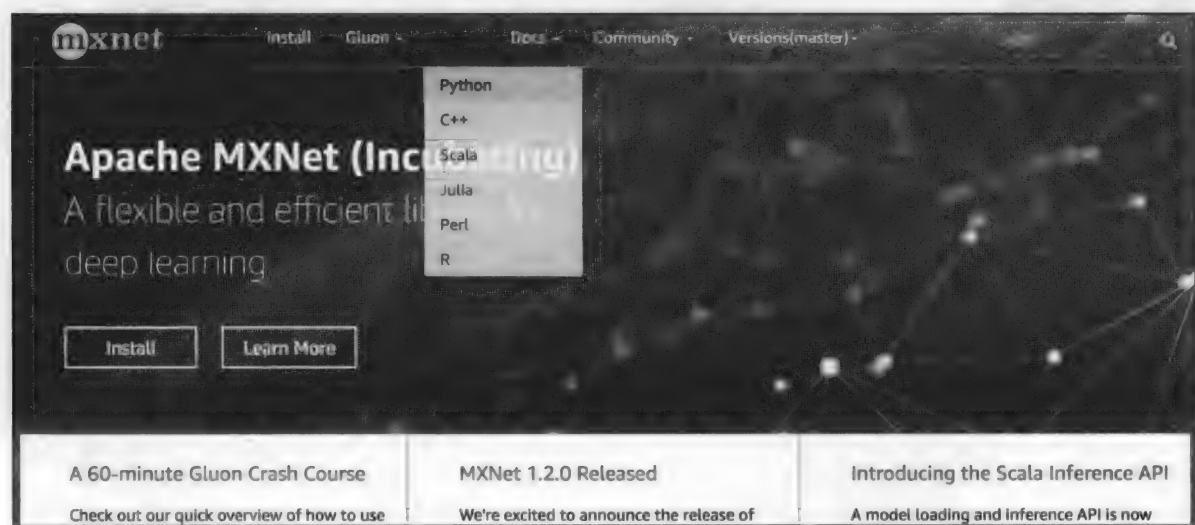 mxnet Install Gluon Docs Community Versions(master)
Python
C++
Scala
Julia
Perl
R
Apache MXNet (Incubating)
A flexible and efficient
deep learning
Install Learn More
A 60-minute Gluon Crash Course
MXNet 1.2.0 Released
Introducing the Scala Inference API
Check out our quick overview of how to use
We're excited to announce the release of
A model loading and inference API is now